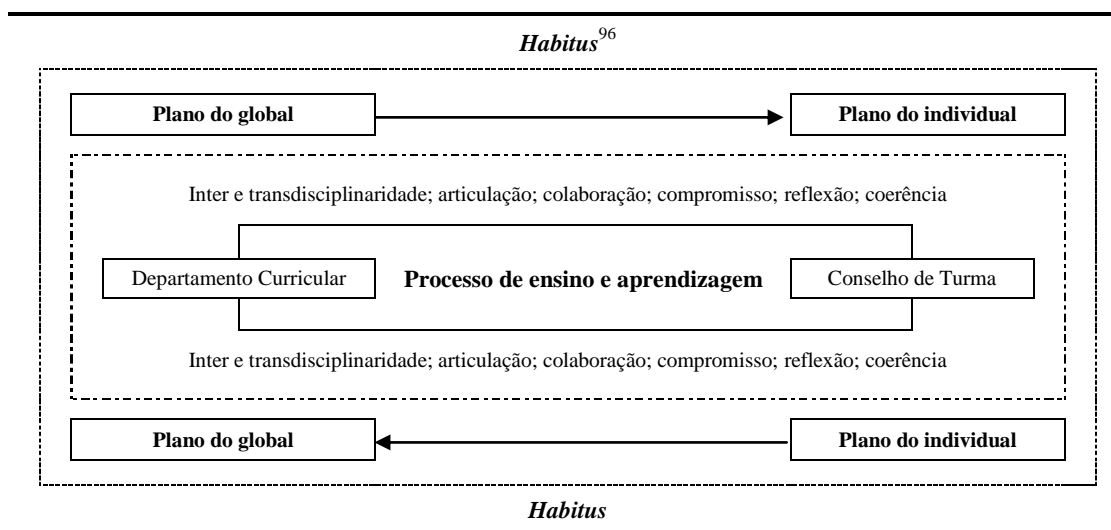 Habitus96
Plano do global Plano do individual
Inter e transdisciplinaridade; articulação; colaboração; compromisso; reflexão; coerência
Departamento Curricular Processo de ensino e aprendizagem Conselho de Turma
Inter e transdisciplinaridade; articulação; colaboração; compromisso; reflexão; coerência
Plano do global Plano do individual
Habitus